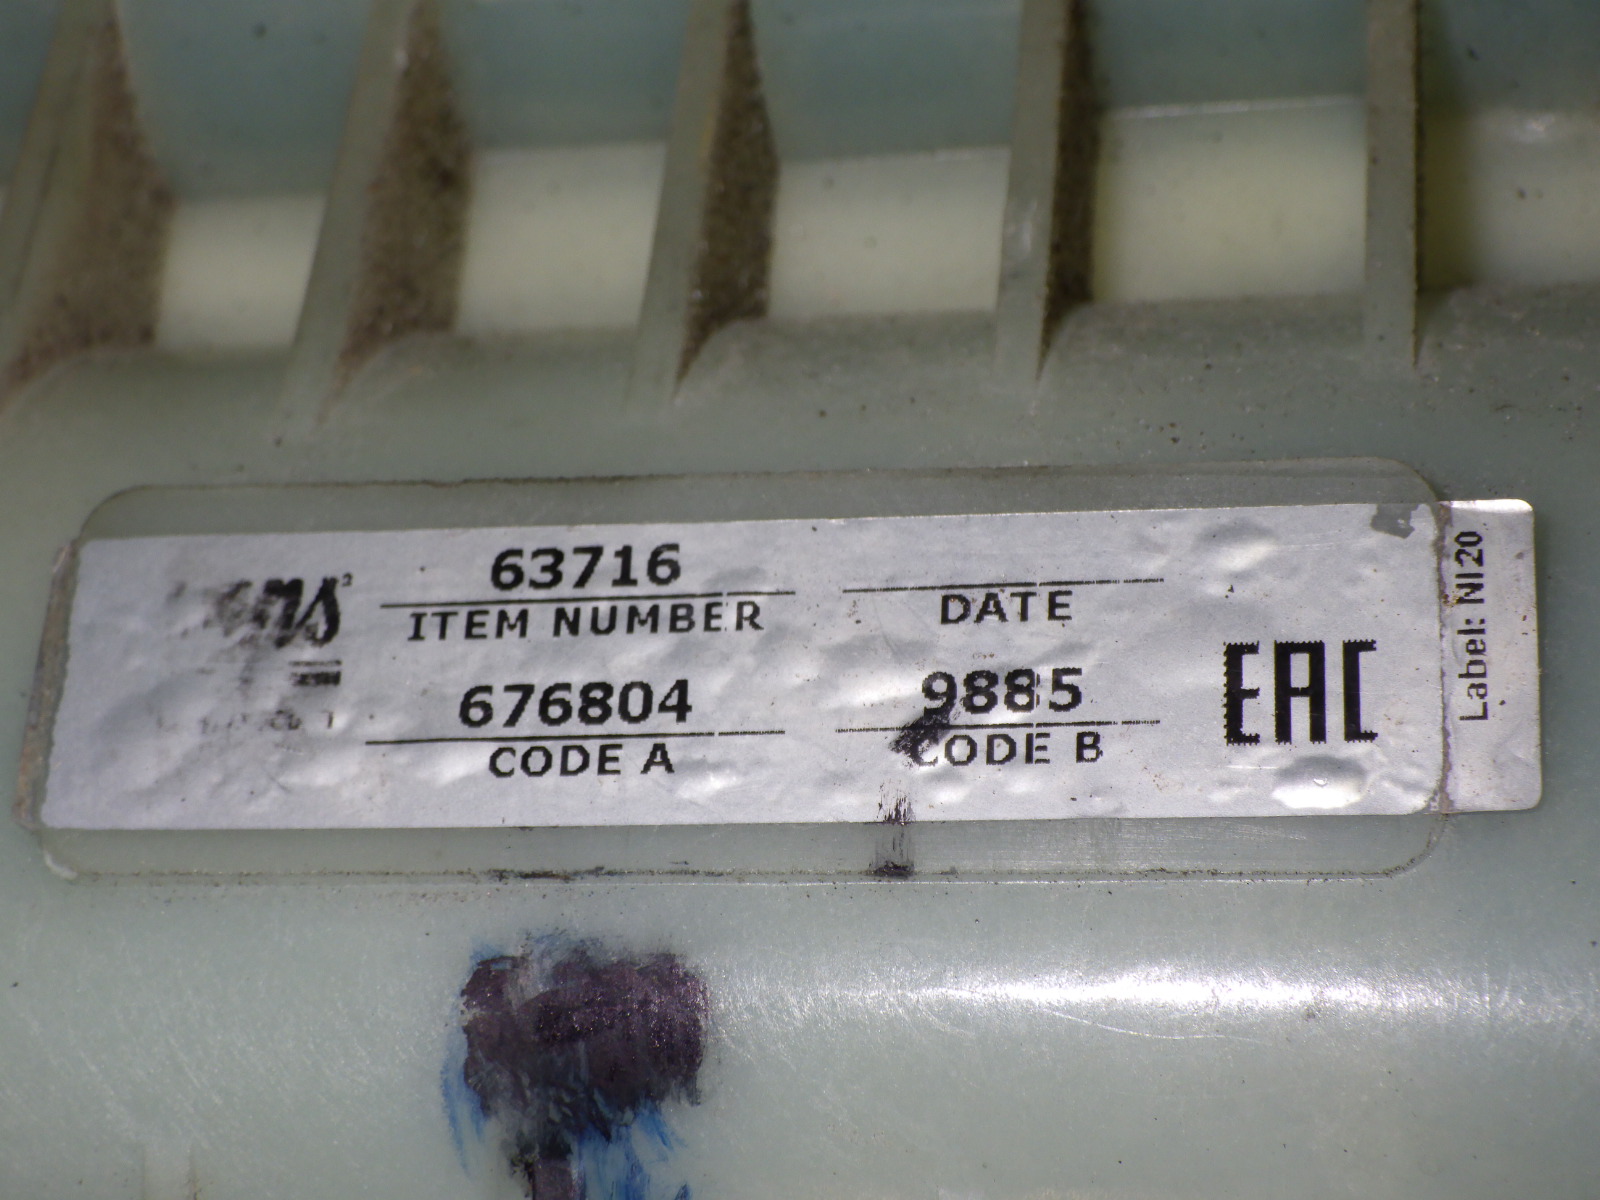 63716
ITEM NUMBER
DATE
676804
CODE A
9885
CODE B
EAC
Label: NI20